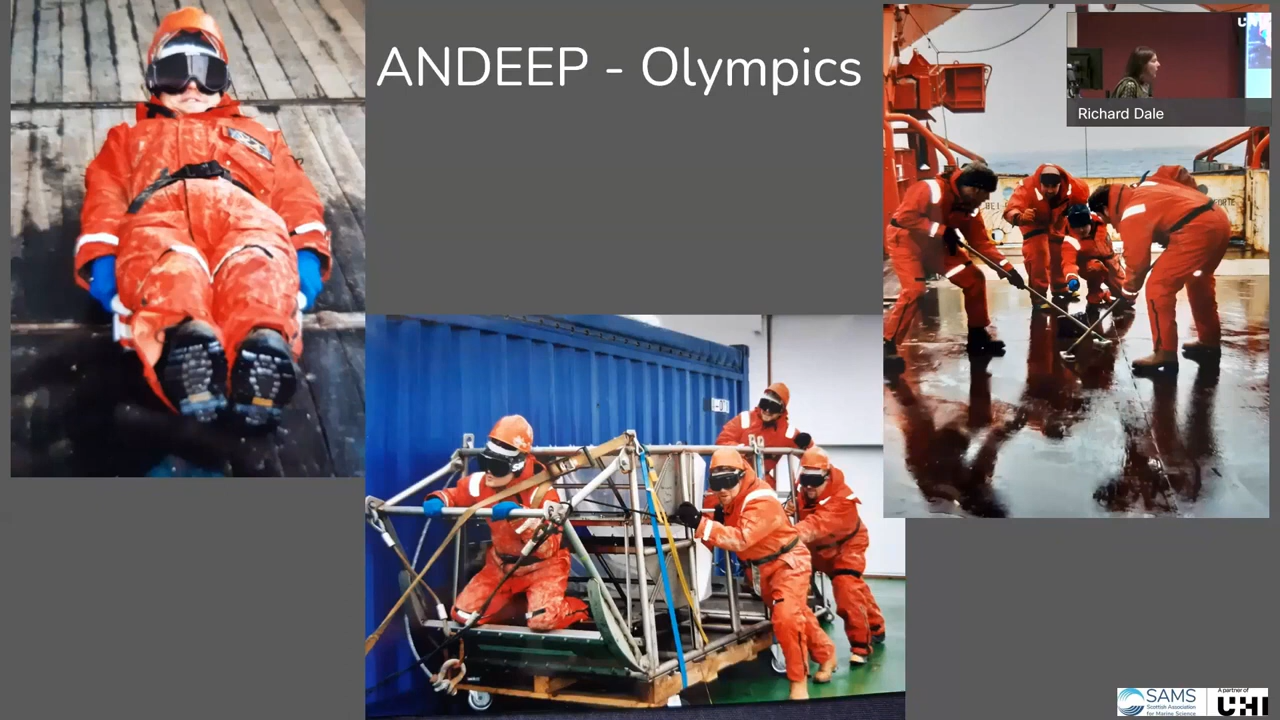 ANDEEP - Olympics
Richard Dale
SAMS
Scottish Association
for Marine Science
A partner of
UHI